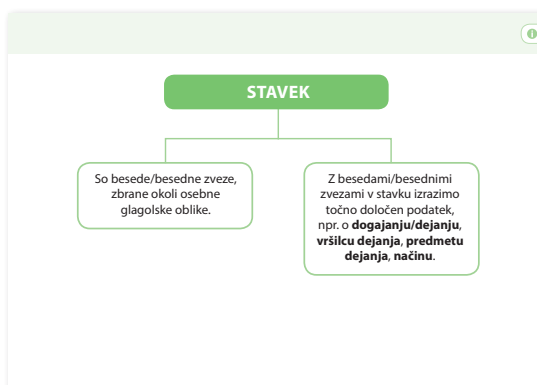 STAVEK
So besede/besedne zveze,
zbrane okoli osebne
glagolske oblike.
Z besedami/besednimi
zvezami v stavku izrazimo
točno določen podatek,
npr. o dogajanju/dejanju,
vršilcu dejanja, predmetu
dejanja, načinu.